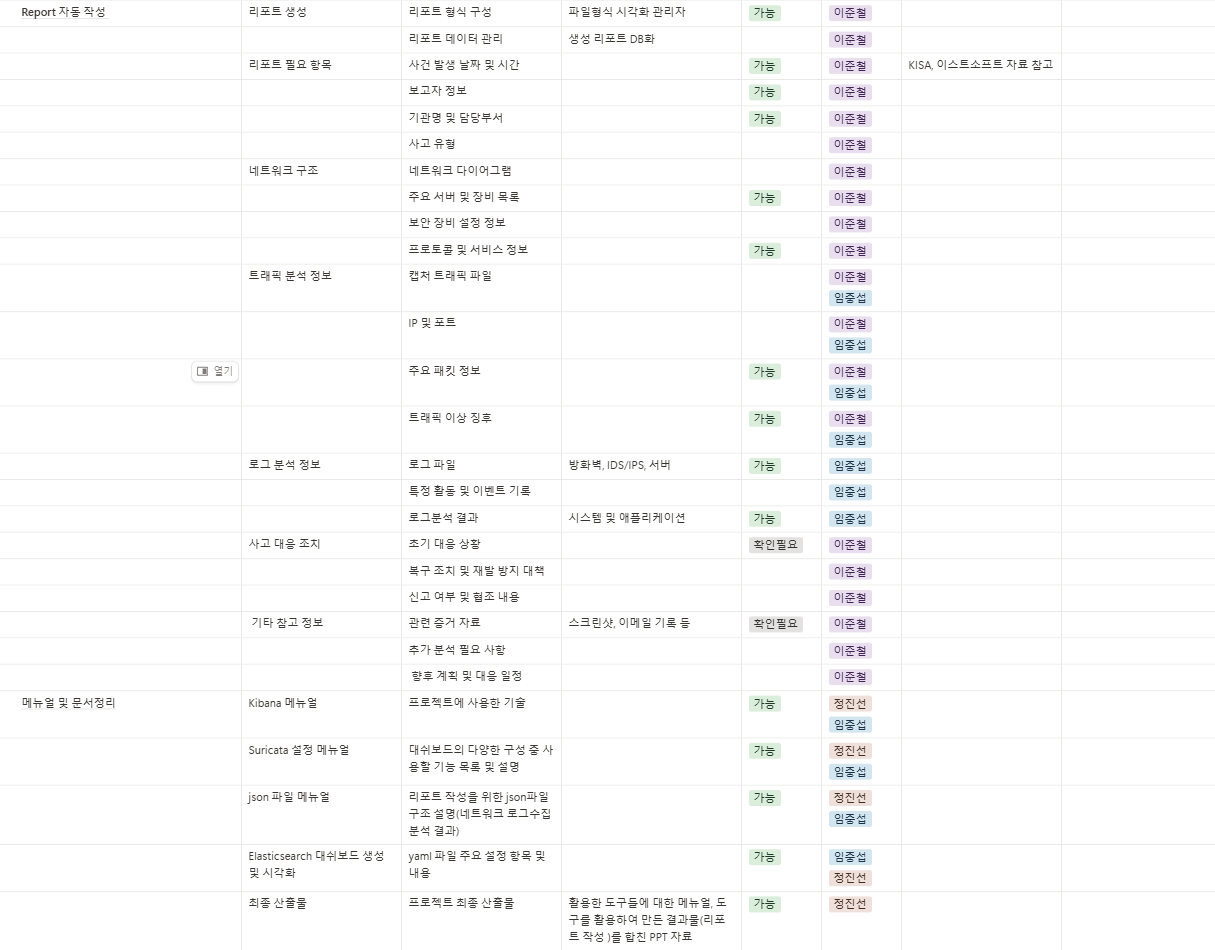 Report 자동 작성 리포트 생성 리포트 형식 구성 파일형식 시각화 관리자 가능 이준철
리포트 데이터 관리 생성 리포트 DB화 이준철
리포트 필요 항목 사건 발생 날짜 및 시간 가능 이준철 KISA, 이스트소프트 자료 참고
보고자 정보 가능 이준철
기관명 및 담당부서 가능 이준철
사고 유형 이준철
네트워크 구조 네트워크 다이어그램 이준철
주요 서버 및 장비 목록 가능 이준철
보안 장비 설정 정보 이준철
프로토콜 및 서비스 정보 가능 이준철
트래픽 분석 정보 캡처 트래픽 파일 이준철
임중섭
IP 및 포트 이준철
임중섭
열기 주요 패킷 정보 가능 이준철
임중섭
트래픽 이상 징후 가능 이준철
임중섭
로그 분석 정보 로그 파일 방화벽, IDS/IPS, 서버 가능 임중섭
특정 활동 및 이벤트 기록 임중섭
로그분석 결과 시스템 및 애플리케이션 가능 임중섭
사고 대응 조치 초기 대응 상황 확인필요 이준철
복구 조치 및 재발 방지 대책 이준철
신고 여부 및 협조 내용 이준철
기타 참고 정보 관련 증거 자료 스크린샷, 이메일 기록 등 확인필요 이준철
추가 분석 필요 사항 이준철
향후 계획 및 대응 일정 이준철
메뉴얼 및 문서정리 Kibana 메뉴얼 프로젝트에 사용한 기술 가능 정진선
임중섭
Suricata 설정 메뉴얼 대쉬보드의 다양한 구성 중 사 가능 정진선
용할 기능 목록 및 설명 임중섭
json 파일 메뉴얼 리포트 작성을 위한 json파일 가능 정진선
구조 설명(네트워크 로그수집 임중섭
분석 결과)
Elasticsearch 대쉬보드 생성 yaml 파일 주요 설정 항목 및 가능 임중섭
및 시각화 내용 정진선
최종 산출물 프로젝트 최종 산출물 활용한 도구들에 대한 메뉴얼, 도 가능 정진선
구를 활용하여 만든 결과물(리포
트 작성 )를 합친 PPT 자료